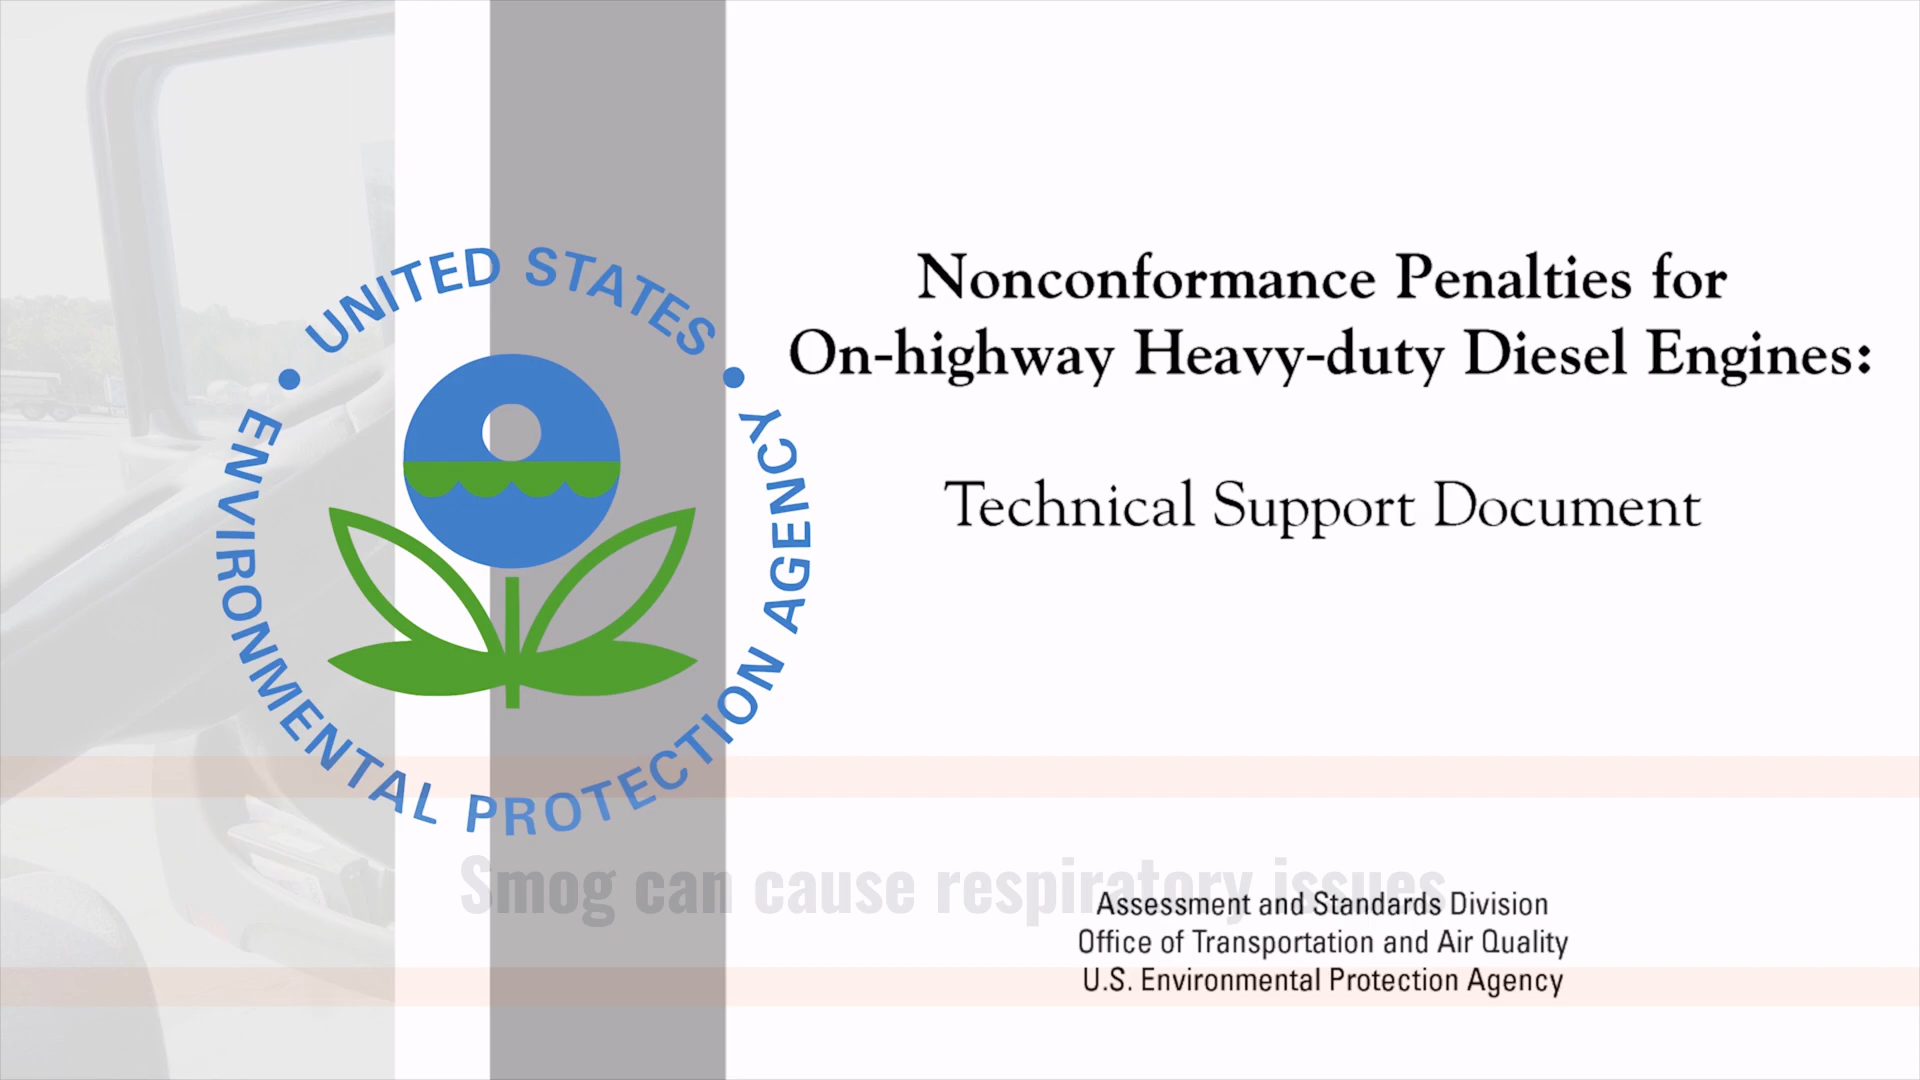 UNITED STATES
ENVIRONMENTAL PROTECTION AGENCY
Nonconformance Penalties for
On-highway Heavy-duty Diesel Engines:
Technical Support Document
Smog can cause respiratory issues
Assessment and Standards Division
Office of Transportation and Air Quality
U.S. Environmental Protection Agency